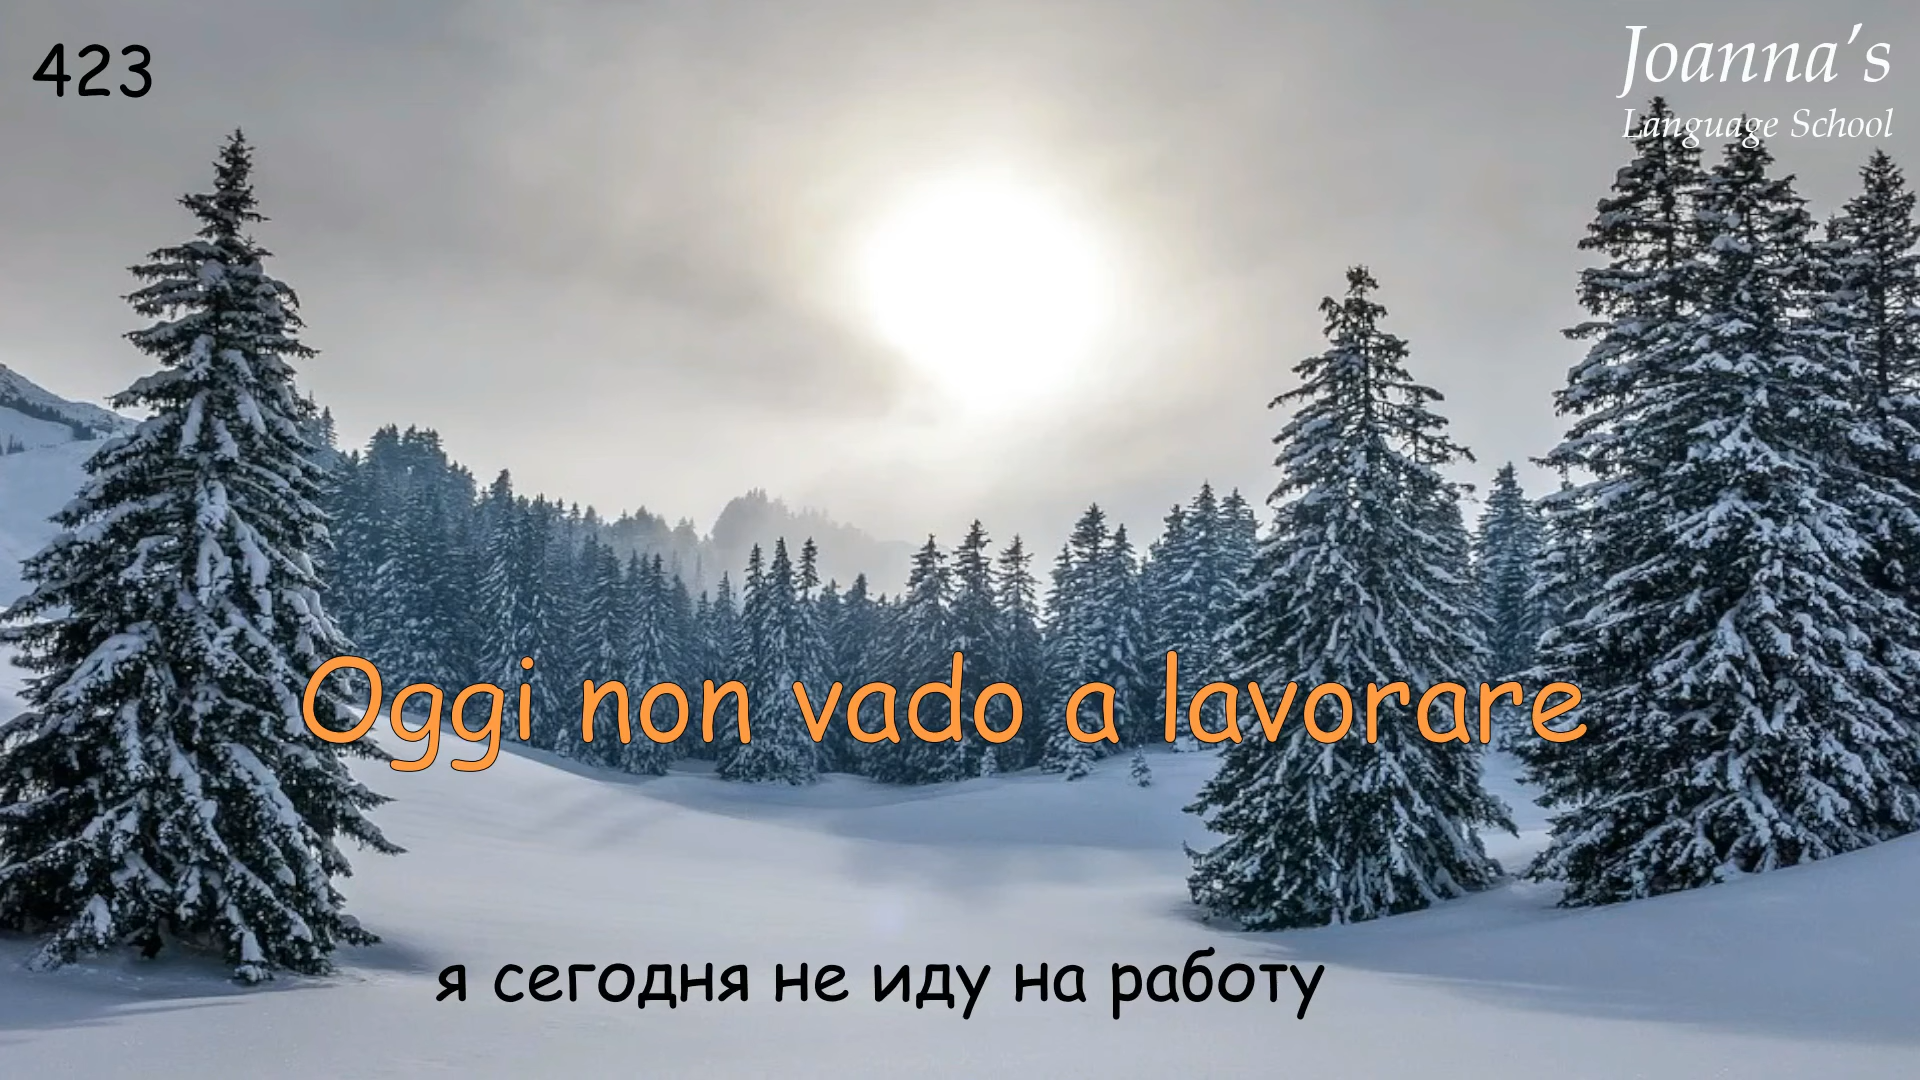 423
Joanna’s
Language School
Oggi non vado a lavorare
я сегодня не иду на работу